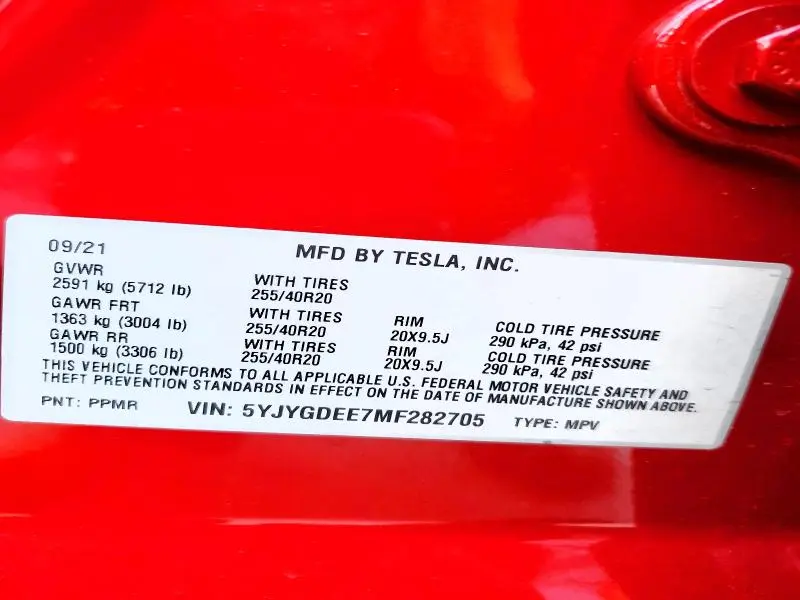 09/21 MFD BY TESLA, INC.
GVWR
2591 kg (5712 lb) WITH TIRES 255/40R20
GAWR FRT
1363 kg (3004 lb) WITH TIRES 255/40R20 RIM 20X9.5J COLD TIRE PRESSURE 290 kPa, 42 psi
GAWR RR
1500 kg (3306 lb) WITH TIRES 255/40R20 RIM 20X9.5J COLD TIRE PRESSURE 290 kPa, 42 psi
THIS VEHICLE CONFORMS TO ALL APPLICABLE U.S. FEDERAL MOTOR VEHICLE SAFETY AND
THEFT PREVENTION STANDARDS IN EFFECT ON THE DATE OF MANUFACTURE SHOWN ABOVE.
PNT: PPMR VIN: 5YJYGDEE7MF282705 TYPE: MPV